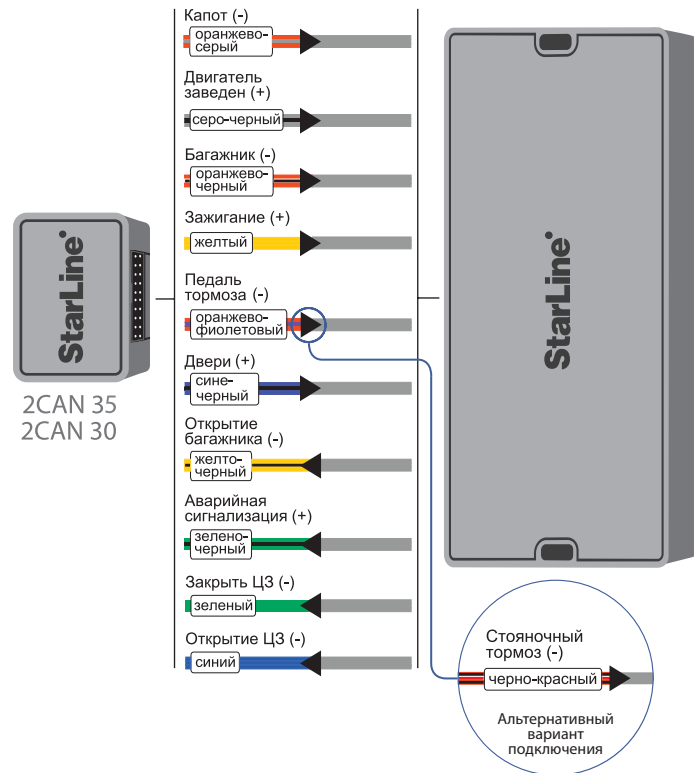 Капот (-)
оранжево-
серый
Двигатель
заведен (+)
серо-черный
Багажник (-)
оранжево-
черный
Зажигание (+)
желтый
Педаль
тормоза (-)
оранжево-
фиолетовый
Двери (+)
сине-
черный
Открытие
багажника (-)
желто-
черный
Аварийная
сигнализация (+)
зелено-
черный
Закрыть ЦЗ (-)
зеленый
Открытие ЦЗ (-)
синий
StarLine
2CAN 35
2CAN 30
StarLine
Стояночный
тормоз (-)
черно-красный
Альтернативный
вариант
подключения